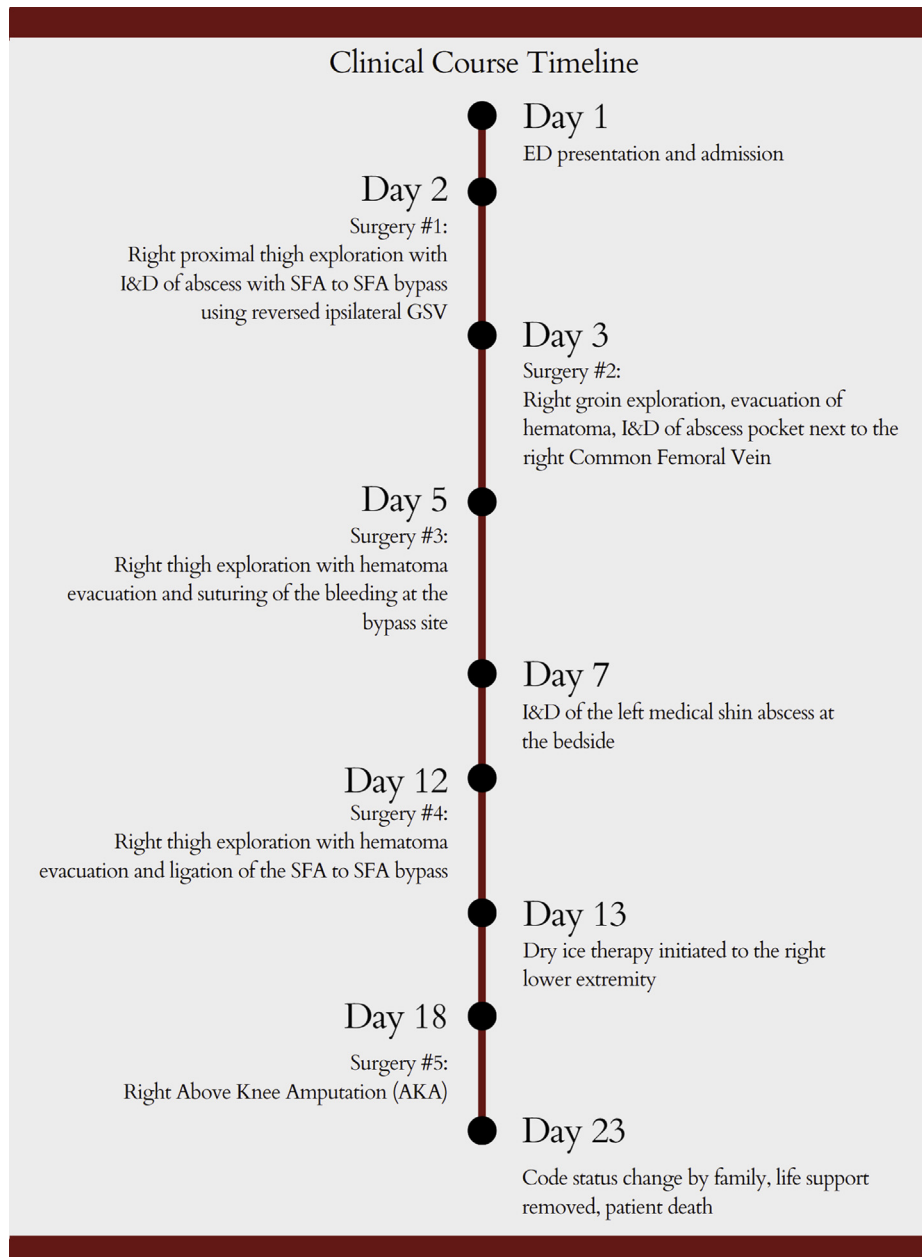 Clinical Course Timeline
Day 1
ED presentation and admission
Day 2
Surgery #1:
Right proximal thigh exploration with
I&D of abscess with SFA to SFA bypass
using reversed ipsilateral GSV
Day 3
Surgery #2:
Right groin exploration, evacuation of
hematoma, I&D of abscess pocket next to the
right Common Femoral Vein
Day 5
Surgery #3:
Right thigh exploration with hematoma
evacuation and suturing of the bleeding at the
bypass site
Day 7
I&D of the left medical shin abscess at
the bedside
Day 12
Surgery #4:
Right thigh exploration with hematoma
evacuation and ligation of the SFA to SFA bypass
Day 13
Dry ice therapy initiated to the right
lower extremity
Day 18
Surgery #5:
Right Above Knee Amputation (AKA)
Day 23
Code status change by family, life support
removed, patient death